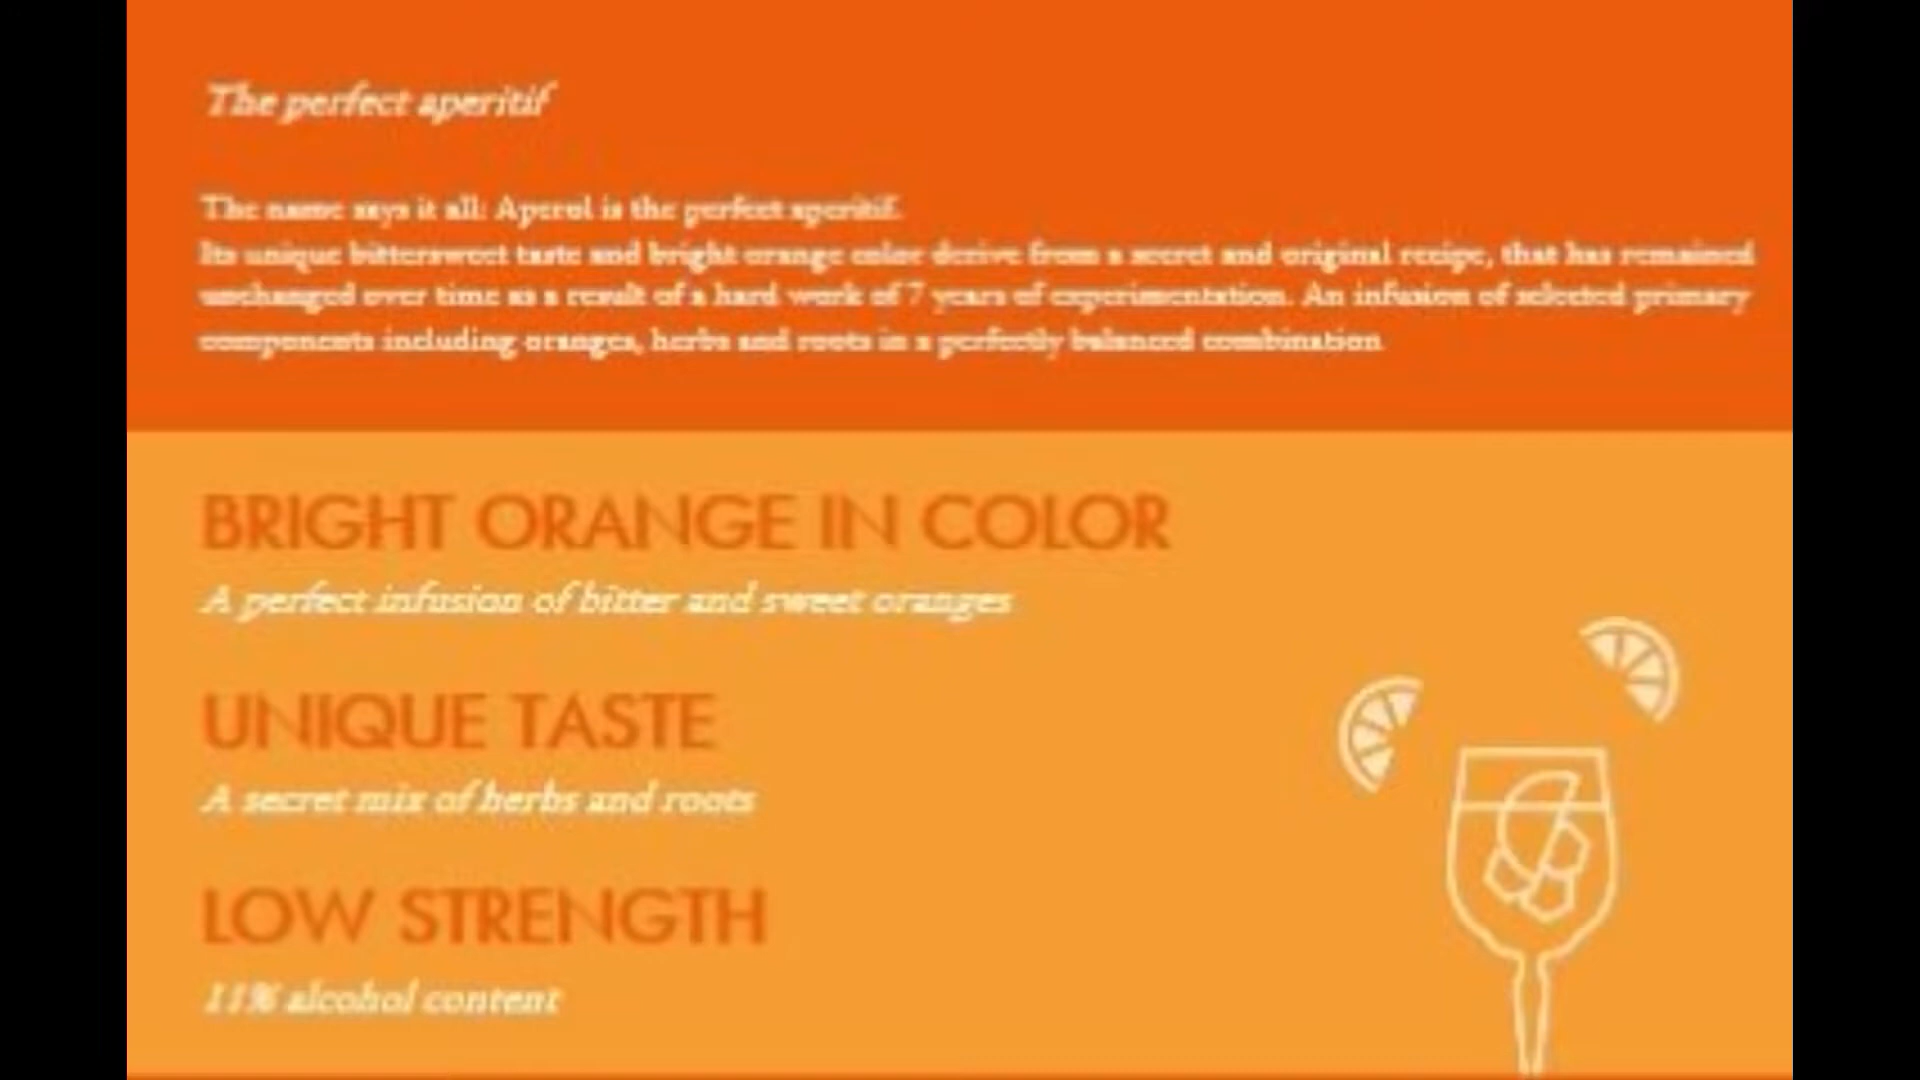 The perfect aperitif
The name says it all: Aperol is the perfect aperitif.
Its unique bittersweet taste and bright orange color derive from a secret and original recipe, that has remained
unchanged over time as a result of a hard work of 7 years of experimentation. An infusion of selected primary
components including oranges, herbs and roots in a perfectly balanced combination.
BRIGHT ORANGE IN COLOR
A perfect infusion of bitter and sweet oranges
UNIQUE TASTE
A secret mix of herbs and roots
LOW STRENGTH
11% alcohol content